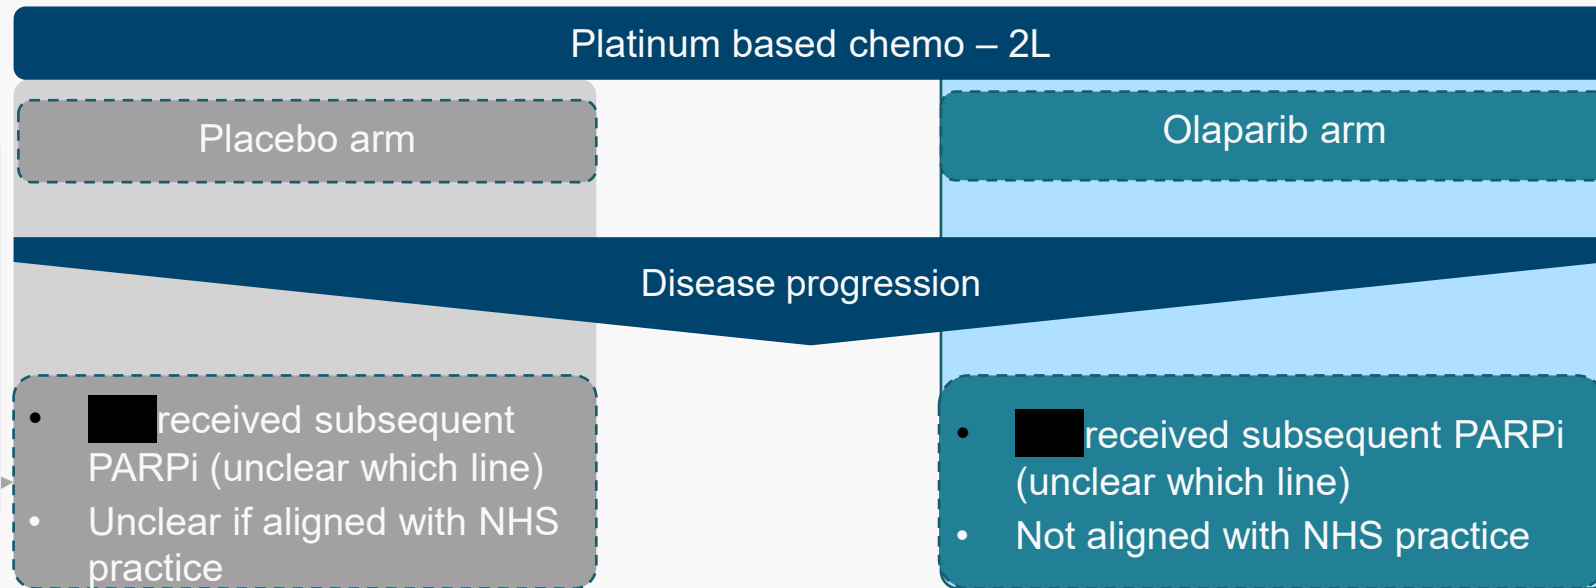 Platinum based chemo – 2L
Placebo arm
Olaparib arm
Disease progression
• received subsequent
PARPi (unclear which line)
• Unclear if aligned with NHS
practice
• received subsequent PARPi
(unclear which line)
• Not aligned with NHS practice